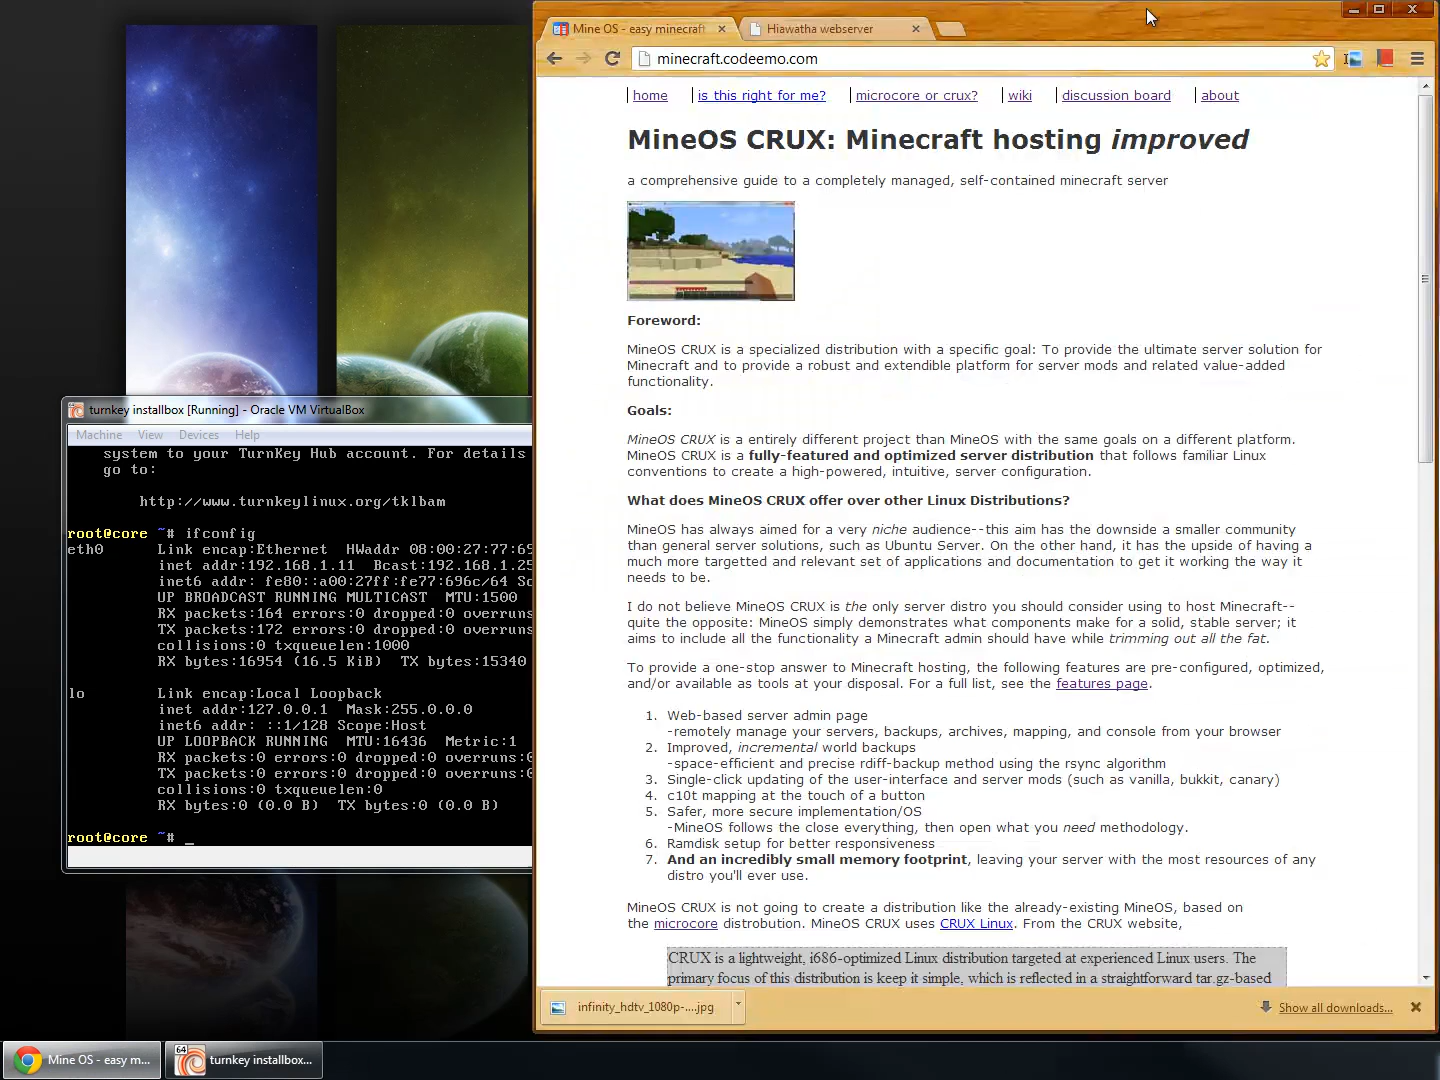 Mine OS - easy minecraft
Hiawatha webserver
minecraft.codeemo.com
home
is this right for me?
microcore or crux?
wiki
discussion board
about
MineOS CRUX: Minecraft hosting improved
a comprehensive guide to a completely managed, self-contained minecraft server
Foreword:
MineOS CRUX is a specialized distribution with a specific goal: To provide the ultimate server solution for
Minecraft and to provide a robust and extendible platform for server mods and related value-added
functionality.
Goals:
MineOS CRUX is a entirely different project than MineOS with the same goals on a different platform.
MineOS CRUX is a fully-featured and optimized server distribution that follows familiar Linux
conventions to create a high-powered, intuitive, server configuration.
What does MineOS CRUX offer over other Linux Distributions?
MineOS has always aimed for a very niche audience--this aim has the downside a smaller community
than general server solutions, such as Ubuntu Server. On the other hand, it has the upside of having a
much more targetted and relevant set of applications and documentation to get it working the way it
needs to be.
I do not believe MineOS CRUX is the only server distro you should consider using to host Minecraft--
quite the opposite: MineOS simply demonstrates what components make for a solid, stable server; it
aims to include all the functionality a Minecraft admin should have while trimming out all the fat.
To provide a one-stop answer to Minecraft hosting, the following features are pre-configured, optimized,
and/or available as tools at your disposal. For a full list, see the features page.
1. Web-based server admin page
-remotely manage your servers, backups, archives, mapping, and console from your browser
2. Improved, incremental world backups
-space-efficient and precise rdiff-backup method using the rsync algorithm
3. Single-click updating of the user-interface and server mods (such as vanilla, bukkit, canary)
4. c10t mapping at the touch of a button
5. Safer, more secure implementation/OS
-MineOS follows the close everything, then open what you need methodology.
6. Ramdisk setup for better responsiveness
7. And an incredibly small memory footprint, leaving your server with the most resources of any
distro you'll ever use.
MineOS CRUX is not going to create a distribution like the already-existing MineOS, based on
the microcore distrobution. MineOS CRUX uses CRUX Linux. From the CRUX website,
CRUX is a lightweight, i686-optimized Linux distribution targeted at experienced Linux users. The
primary focus of this distribution is keep it simple, which is reflected in a straightforward tar.gz-based
infinity_hdtv_1080p-....jpg
Show all downloads...
turnkey installbox [Running] - Oracle VM VirtualBox
Machine View Devices Help
system to your TurnKey Hub account. For details
go to:
http://www.turnkeylinux.org/tklbam
root@core ~# ifconfig
eth0 Link encap:Ethernet HWaddr 08:00:27:77:69
inet addr:192.168.1.11 Bcast:192.168.1.25
inet6 addr: fe80::a00:27ff:fe77:696c/64 Sc
UP BROADCAST RUNNING MULTICAST MTU:1500
RX packets:164 errors:0 dropped:0 overruns
TX packets:172 errors:0 dropped:0 overruns
collisions:0 txqueuelen:1000
RX bytes:16954 (16.5 KiB) TX bytes:15340
lo Link encap:Local Loopback
inet addr:127.0.0.1 Mask:255.0.0.0
inet6 addr: ::1/128 Scope:Host
UP LOOPBACK RUNNING MTU:16436 Metric:1
RX packets:0 errors:0 dropped:0 overruns:0
TX packets:0 errors:0 dropped:0 overruns:0
collisions:0 txqueuelen:0
RX bytes:0 (0.0 B) TX bytes:0 (0.0 B)
root@core ~# _
Mine OS - easy m...
64
turnkey installbox...